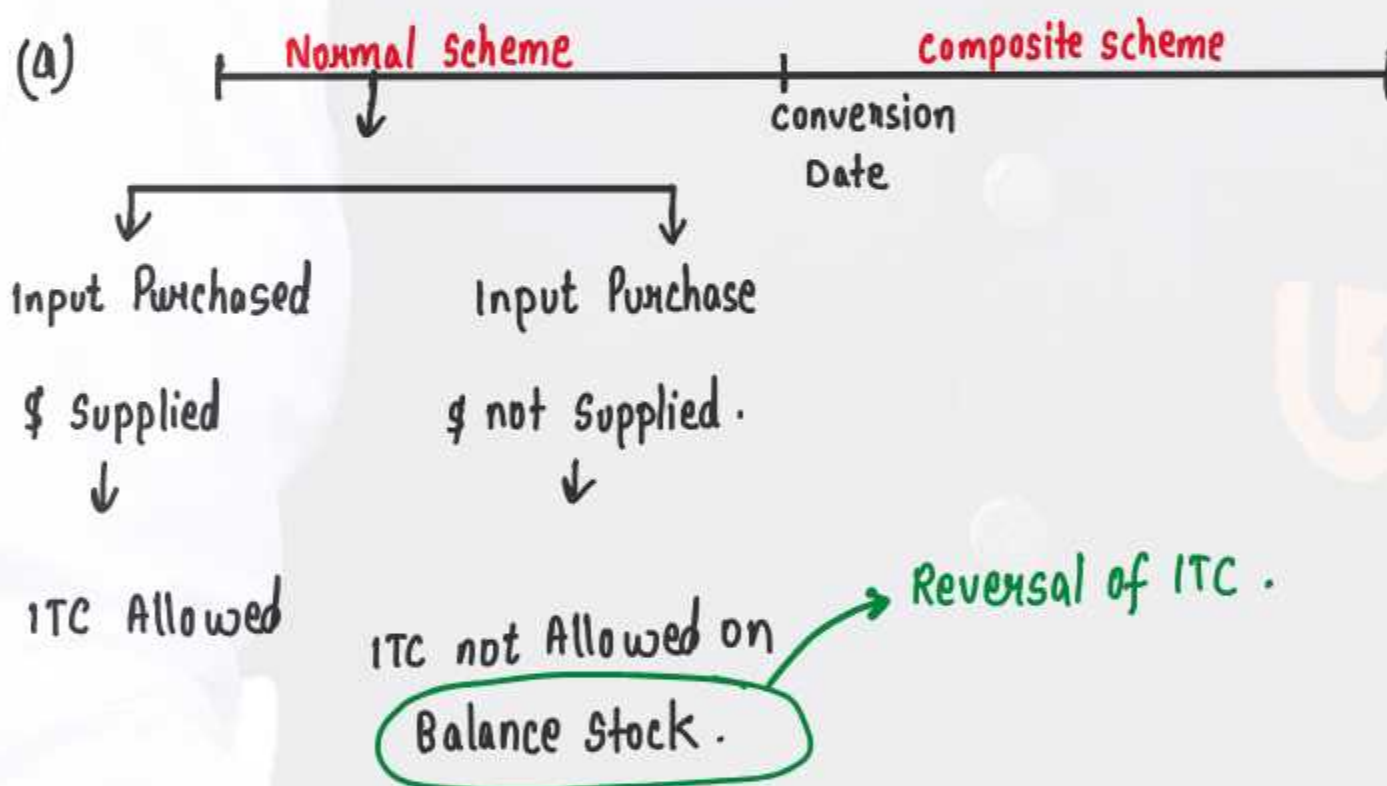 (a) Normal Scheme Composite scheme
Conversion
Date
Input Purchased Input Purchase
$ Supplied $ not Supplied.
ITC Allowed
ITC not Allowed on
Balance Stock.
Reversal of ITC.